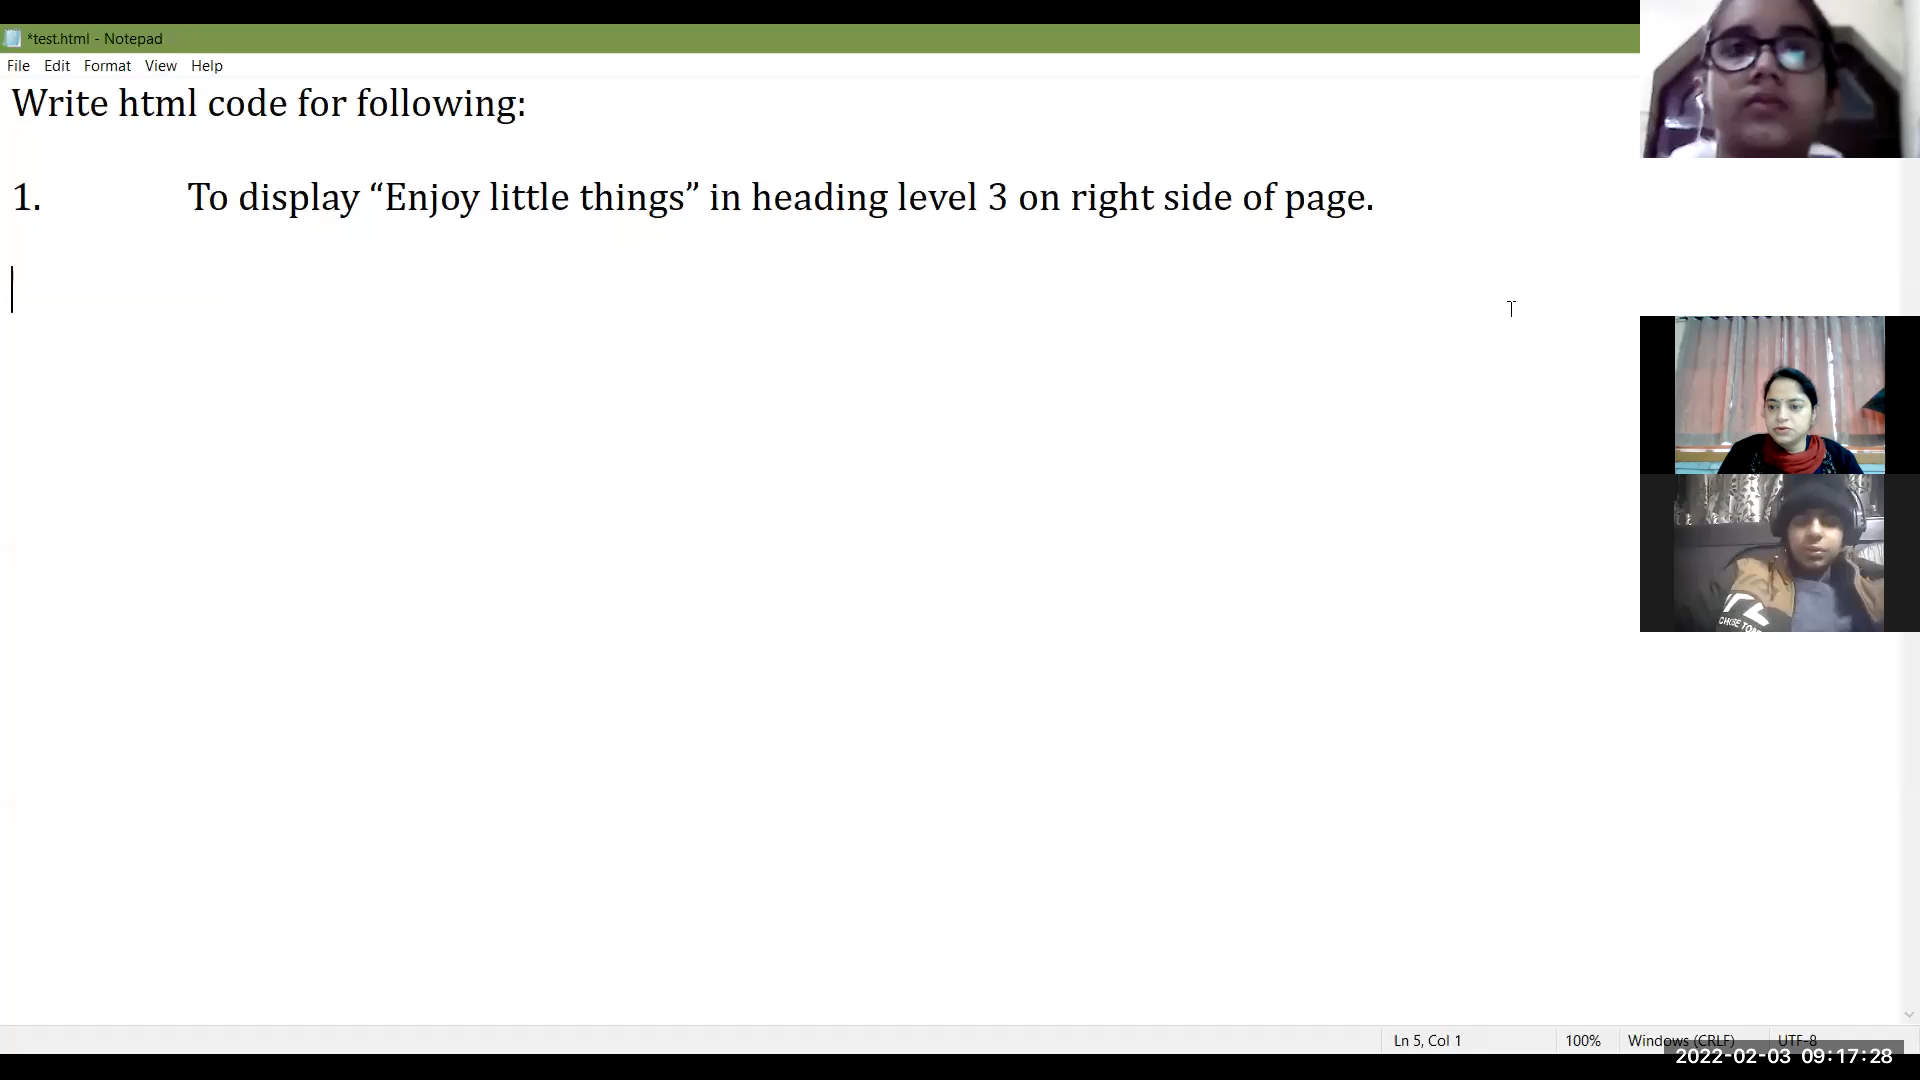 *test.html - Notepad
File Edit Format View Help
Write html code for following:
1. To display “Enjoy little things” in heading level 3 on right side of page.
CHSE TOD
Ln 5, Col 1 100% Windows (CRLF) UTF-8
2022-02-03 09:17:28